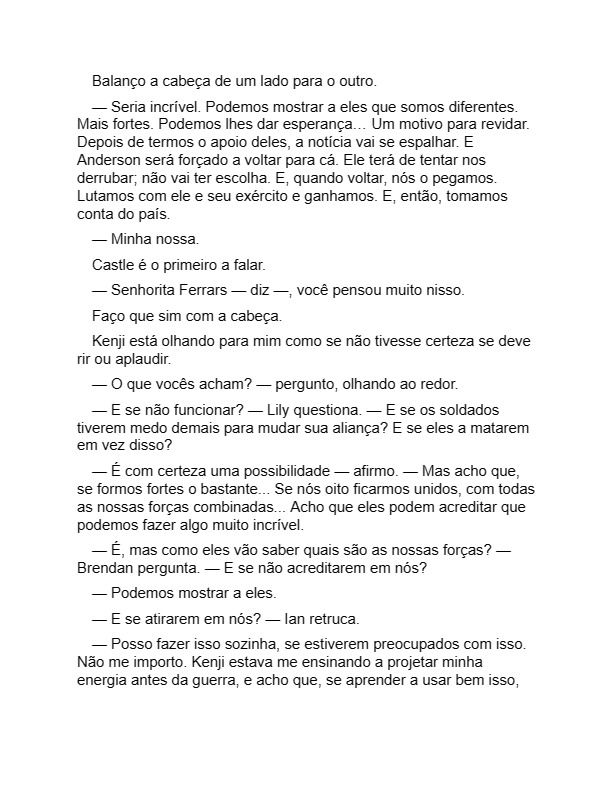 Balanço a cabeça de um lado para o outro.
— Seria incrível. Podemos mostrar a eles que somos diferentes.
Mais fortes. Podemos lhes dar esperança… Um motivo para revidar.
Depois de termos o apoio deles, a notícia vai se espalhar. E
Anderson será forçado a voltar para cá. Ele terá de tentar nos
derrubar; não vai ter escolha. E, quando voltar, nós o pegamos.
Lutamos com ele e seu exército e ganhamos. E, então, tomamos
conta do país.
— Minha nossa.
Castle é o primeiro a falar.
— Senhorita Ferrars — diz —, você pensou muito nisso.
Faço que sim com a cabeça.
Kenji está olhando para mim como se não tivesse certeza se deve
rir ou aplaudir.
— O que vocês acham? — pergunto, olhando ao redor.
— E se não funcionar? — Lily questiona. — E se os soldados
tiverem medo demais para mudar sua aliança? E se eles a matarem
em vez disso?
— É com certeza uma possibilidade — afirmo. — Mas acho que,
se formos fortes o bastante... Se nós oito ficarmos unidos, com todas
as nossas forças combinadas... Acho que eles podem acreditar que
podemos fazer algo muito incrível.
— É, mas como eles vão saber quais são as nossas forças? —
Brendan pergunta. — E se não acreditarem em nós?
— Podemos mostrar a eles.
— E se atirarem em nós? — Ian retruca.
— Posso fazer isso sozinha, se estiverem preocupados com isso.
Não me importo. Kenji estava me ensinando a projetar minha
energia antes da guerra, e acho que, se aprender a usar bem isso,